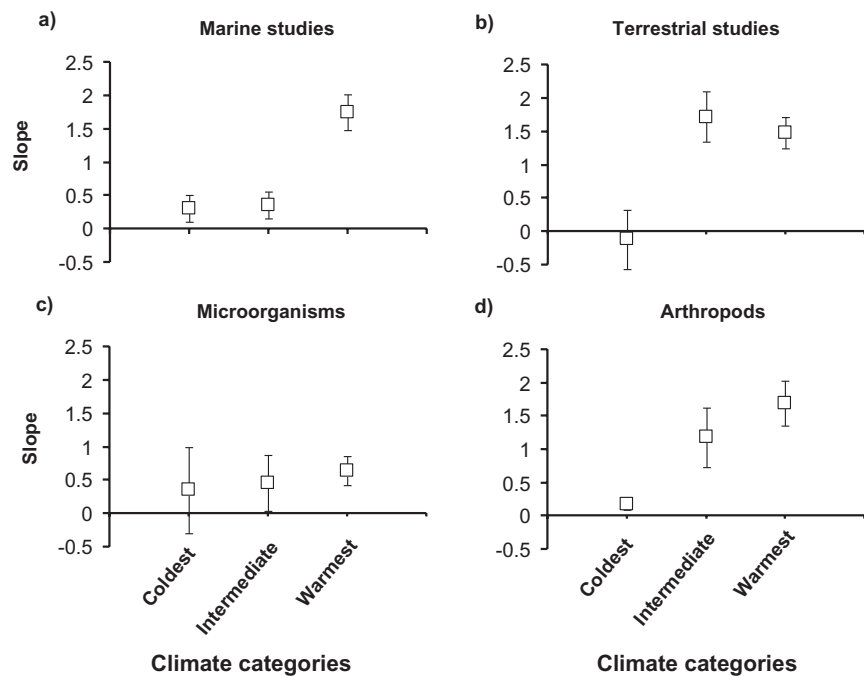 a)
Marine studies
2.5
2
1.5
1
0.5
0
-0.5
Slope
b)
Terrestrial studies
2.5
2
1.5
1
0.5
0
-0.5
c)
Microorganisms
2.5
2
1.5
1
0.5
0
-0.5
Slope
Coldest
Intermediate
Warmest
Climate categories
d)
Arthropods
2.5
2
1.5
1
0.5
0
-0.5
Coldest
Intermediate
Warmest
Climate categories